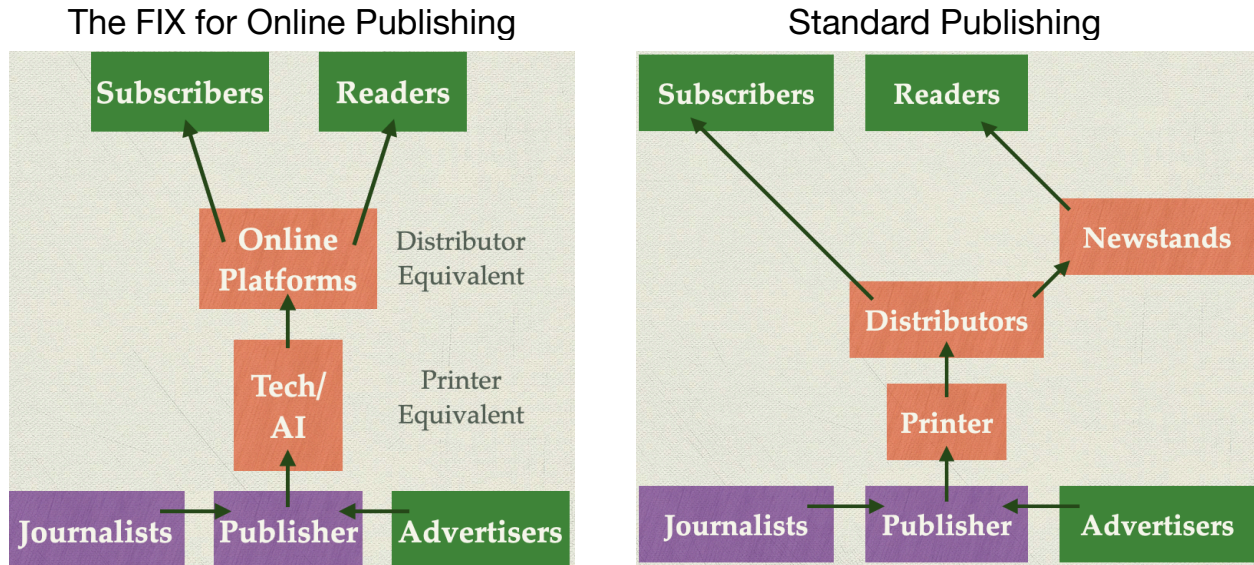 The FIX for Online Publishing
Subscribers
Readers
Online
Platforms
Distributor
Equivalent
Tech/
AI
Printer
Equivalent
Journalists
Publisher
Advertisers
Standard Publishing
Subscribers
Readers
Newstands
Distributors
Printer
Journalists
Publisher
Advertisers